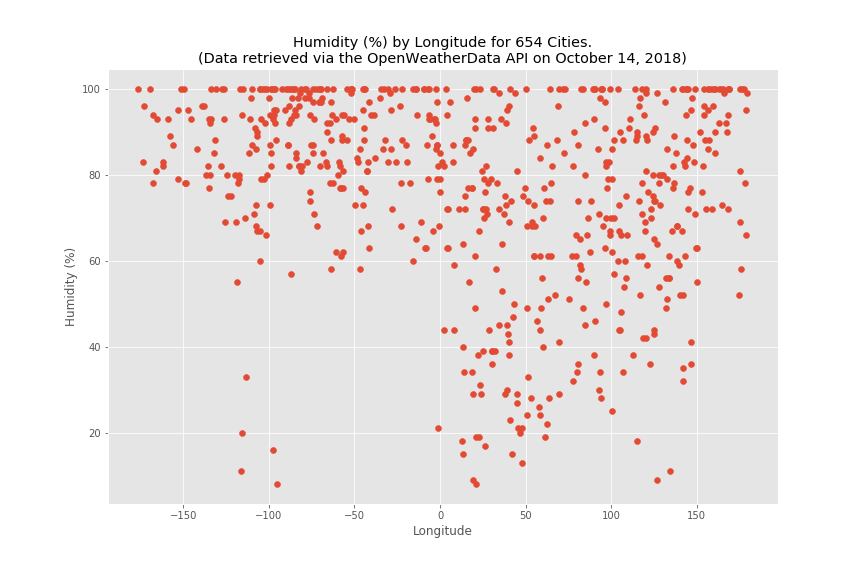 Humidity (%) by Longitude for 654 Cities.
(Data retrieved via the OpenWeatherData API on October 14, 2018)
Humidity (%)
100
80
60
40
20
−150 −100 −50 0 50 100 150
Longitude